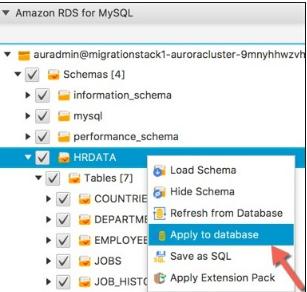 Amazon RDS for MySQL
auradmin@migrationstack1-auroracluster-9mnyhhwzvh
Schemas [4]
information_schema
mysql
performance_schema
HRDATA
Load Schema
Tables [7]
Hide Schema
COUNTRIE
Refresh from Database
DEPARTME
Apply to database
EMPLOYEE
Save as SQL
JOBS
Apply Extension Pack
JOB_HISTO